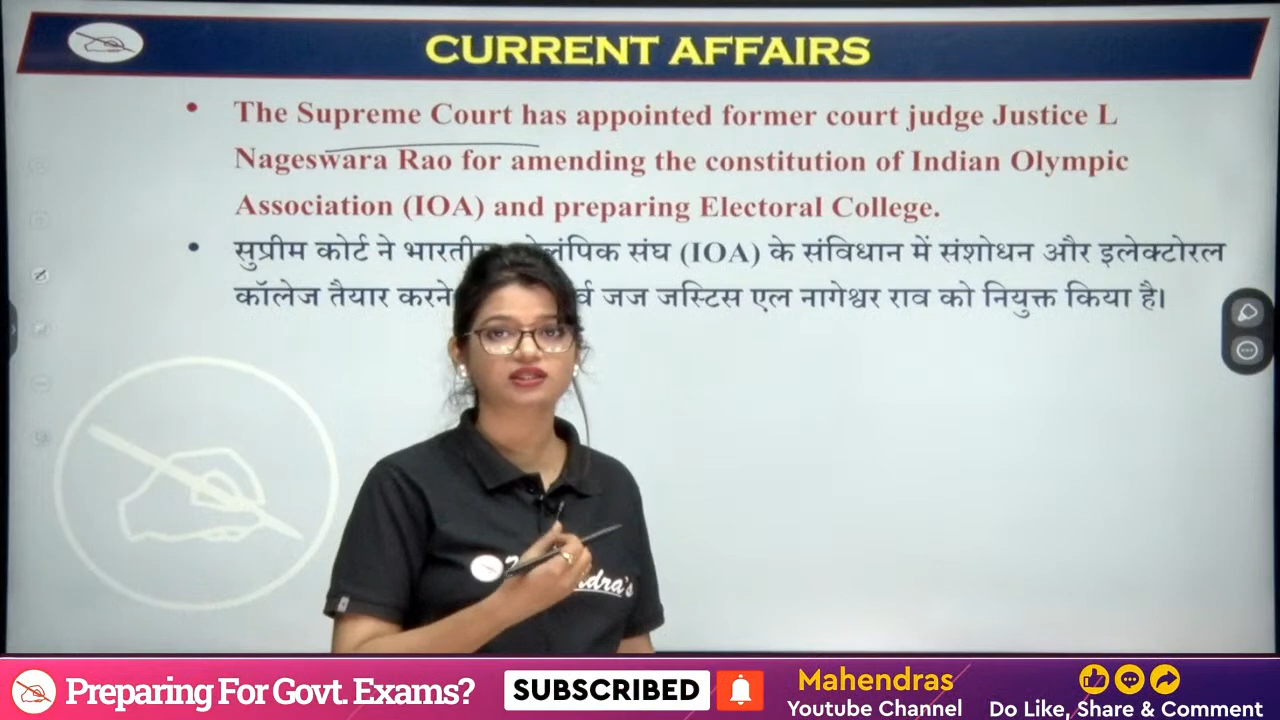 CURRENT AFFAIRS
• The Supreme Court has appointed former court judge Justice L
Nageswara Rao for amending the constitution of Indian Olympic
Association (IOA) and preparing Electoral College.
• सुप्रीम कोर्ट ने संघ (IOA) के संविधान में संशोधन और इलेक्टोरल
कॉलेज तैयार करने जज जस्टिस एल नागेश्वर राव को नियुक्त किया है।
Preparing For Govt. Exams?
SUBSCRIBED
Mahendras
Youtube Channel
Do Like, Share & Comment